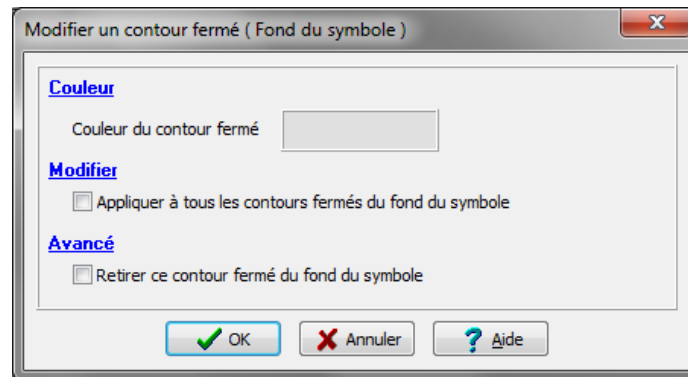 Modifier un contour fermé ( Fond du symbole )
Couleur
Couleur du contour fermé
Modifier
Appliquer à tous les contours fermés du fond du symbole
Avancé
Retirer ce contour fermé du fond du symbole
OK Annuler Aide